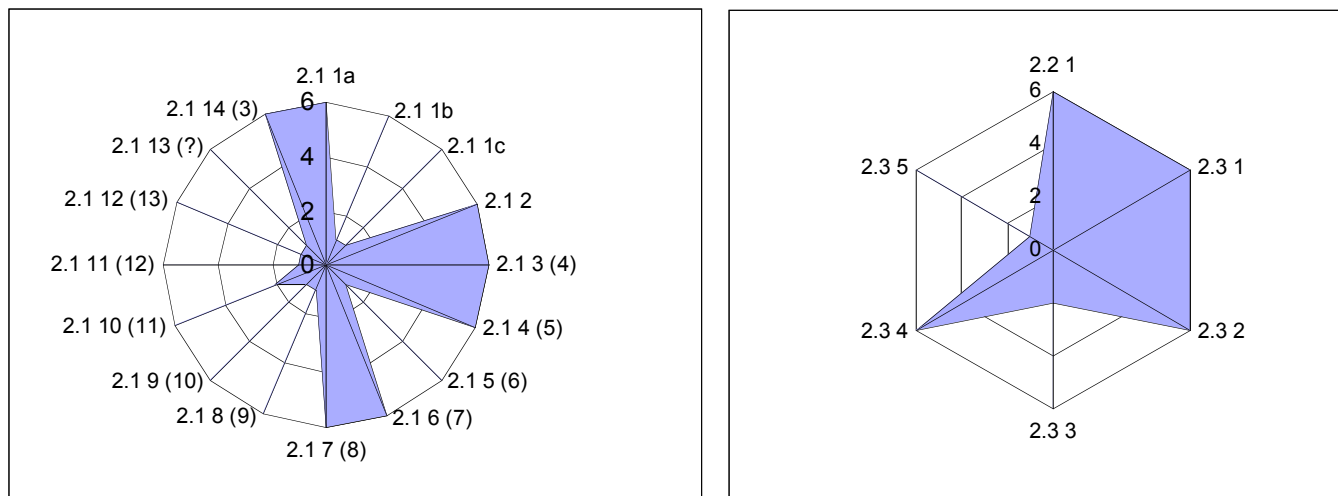 2.1 1a
2.1 1b
2.1 1c
2.1 2
2.1 3 (4)
2.1 4 (5)
2.1 5 (6)
2.1 6 (7)
2.1 7 (8)
2.1 8 (9)
2.1 9 (10)
2.1 10 (11)
2.1 11 (12)
2.1 12 (13)
2.1 13 (?)
2.1 14 (3)
6
4
2
0
2.2 1
2.3 1
2.3 2
2.3 3
2.3 4
2.3 5
6
4
2
0